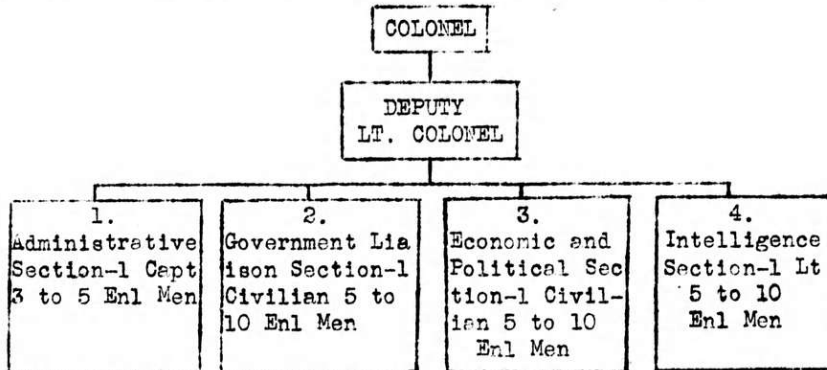 COLONEL
DEPUTY
LT. COLONEL
1.
Administrative
Section-1 Capt
3 to 5 Enl Men
2.
Government Lia
ison Section-1
Civilian 5 to
10 Enl Men
3.
Economic and
Political Sec
tion-1 Civil-
ian 5 to 10
Enl Men
4.
Intelligence
Section-1 Lt
5 to 10
Enl Men